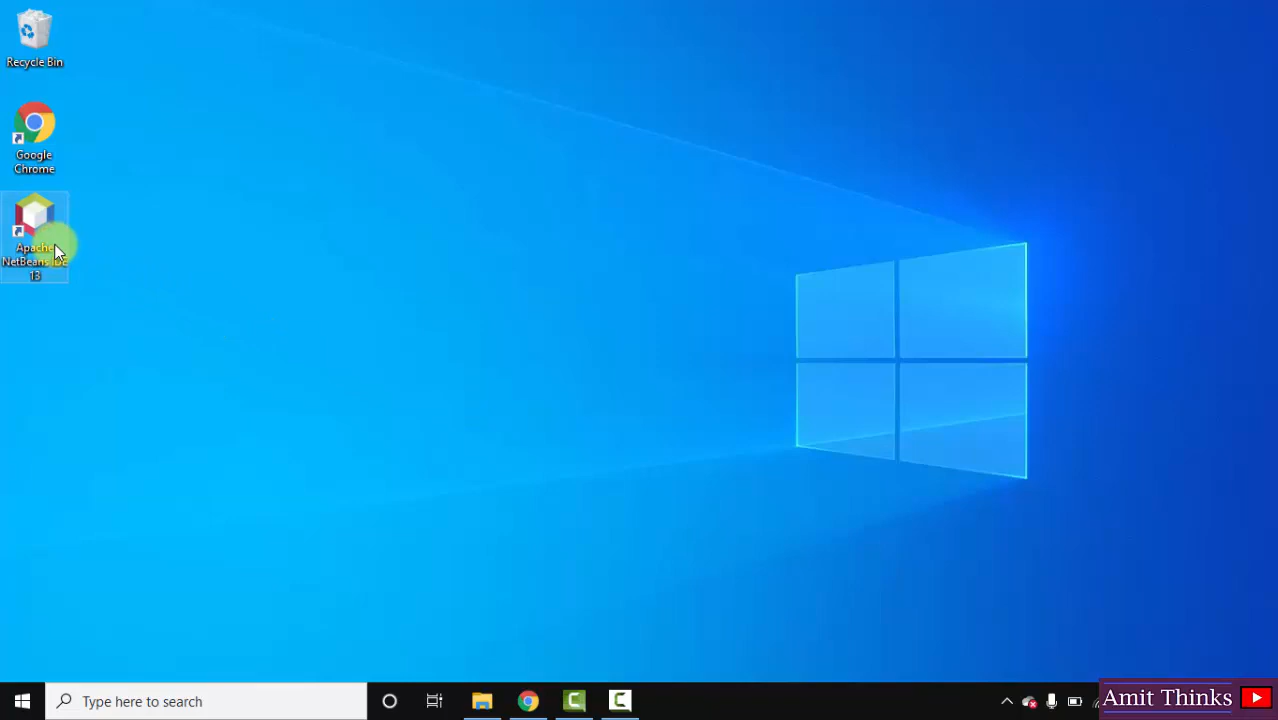 Recycle Bin
Google
Chrome
Apache
NetBeans IDE
13
Type here to search
Amit Thinks